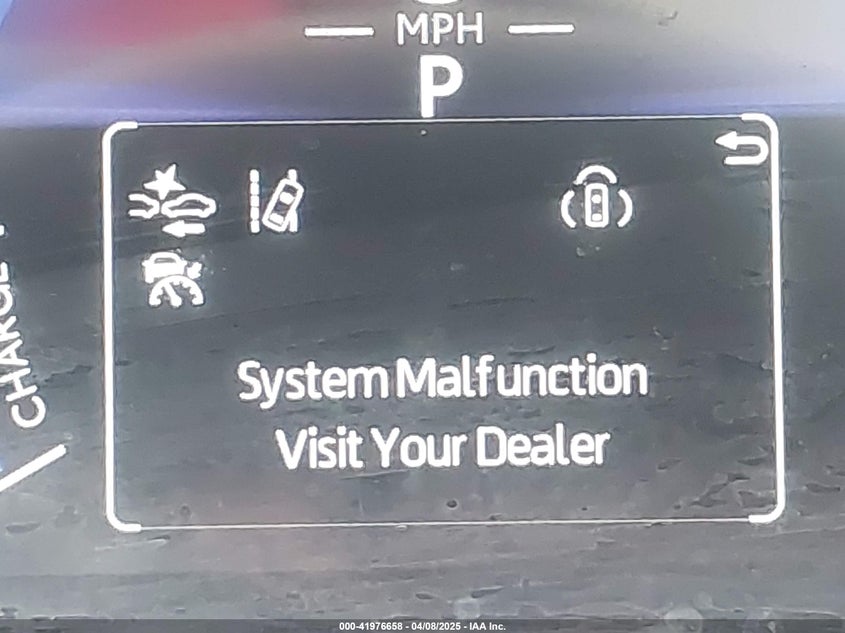 MPH
P
CHARGE
System Malfunction
Visit Your Dealer
000-41976658 - 04/08/2025 - IAA Inc.